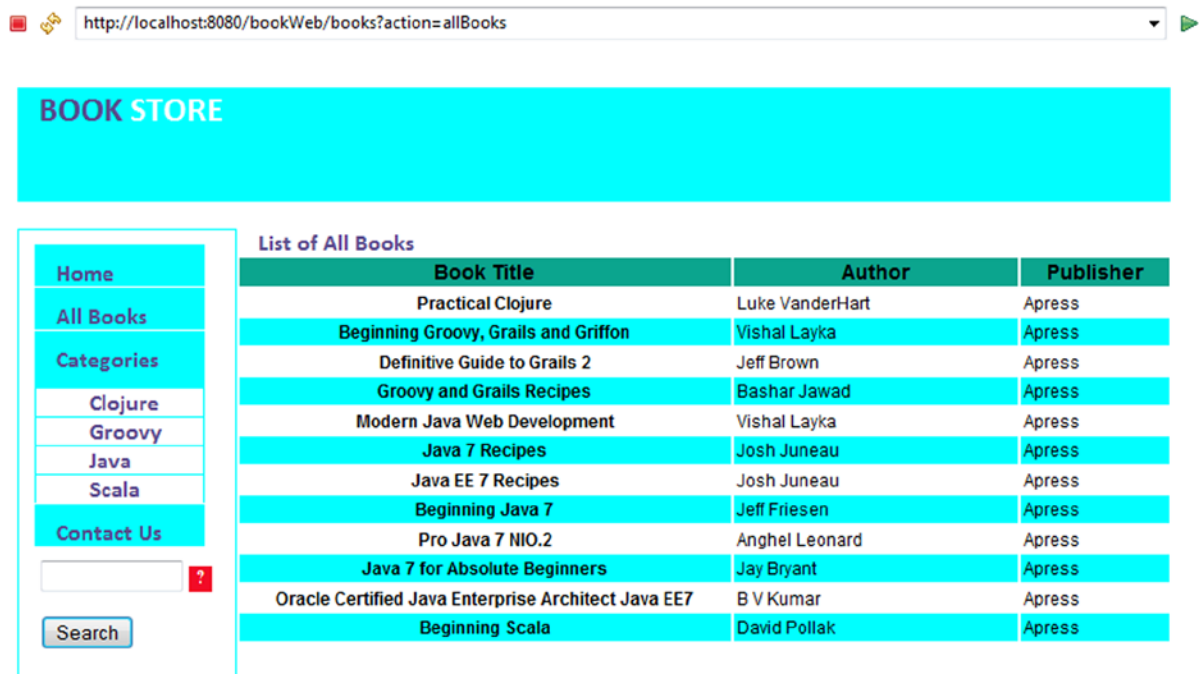 http://localhost:8080/bookWeb/books?action=allBooks
BOOK STORE
Home
All Books
Categories
Clojure
Groovy
Java
Scala
Contact Us
?
Search
List of All Books
Book Title Author Publisher
Practical Clojure Luke VanderHart Apress
Beginning Groovy, Grails and Griffon Vishal Layka Apress
Definitive Guide to Grails 2 Jeff Brown Apress
Groovy and Grails Recipes Bashar Jawad Apress
Modern Java Web Development Vishal Layka Apress
Java 7 Recipes Josh Juneau Apress
Java EE 7 Recipes Josh Juneau Apress
Beginning Java 7 Jeff Friesen Apress
Pro Java 7 NIO.2 Anghel Leonard Apress
Java 7 for Absolute Beginners Jay Bryant Apress
Oracle Certified Java Enterprise Architect Java EE7 B V Kumar Apress
Beginning Scala David Pollak Apress